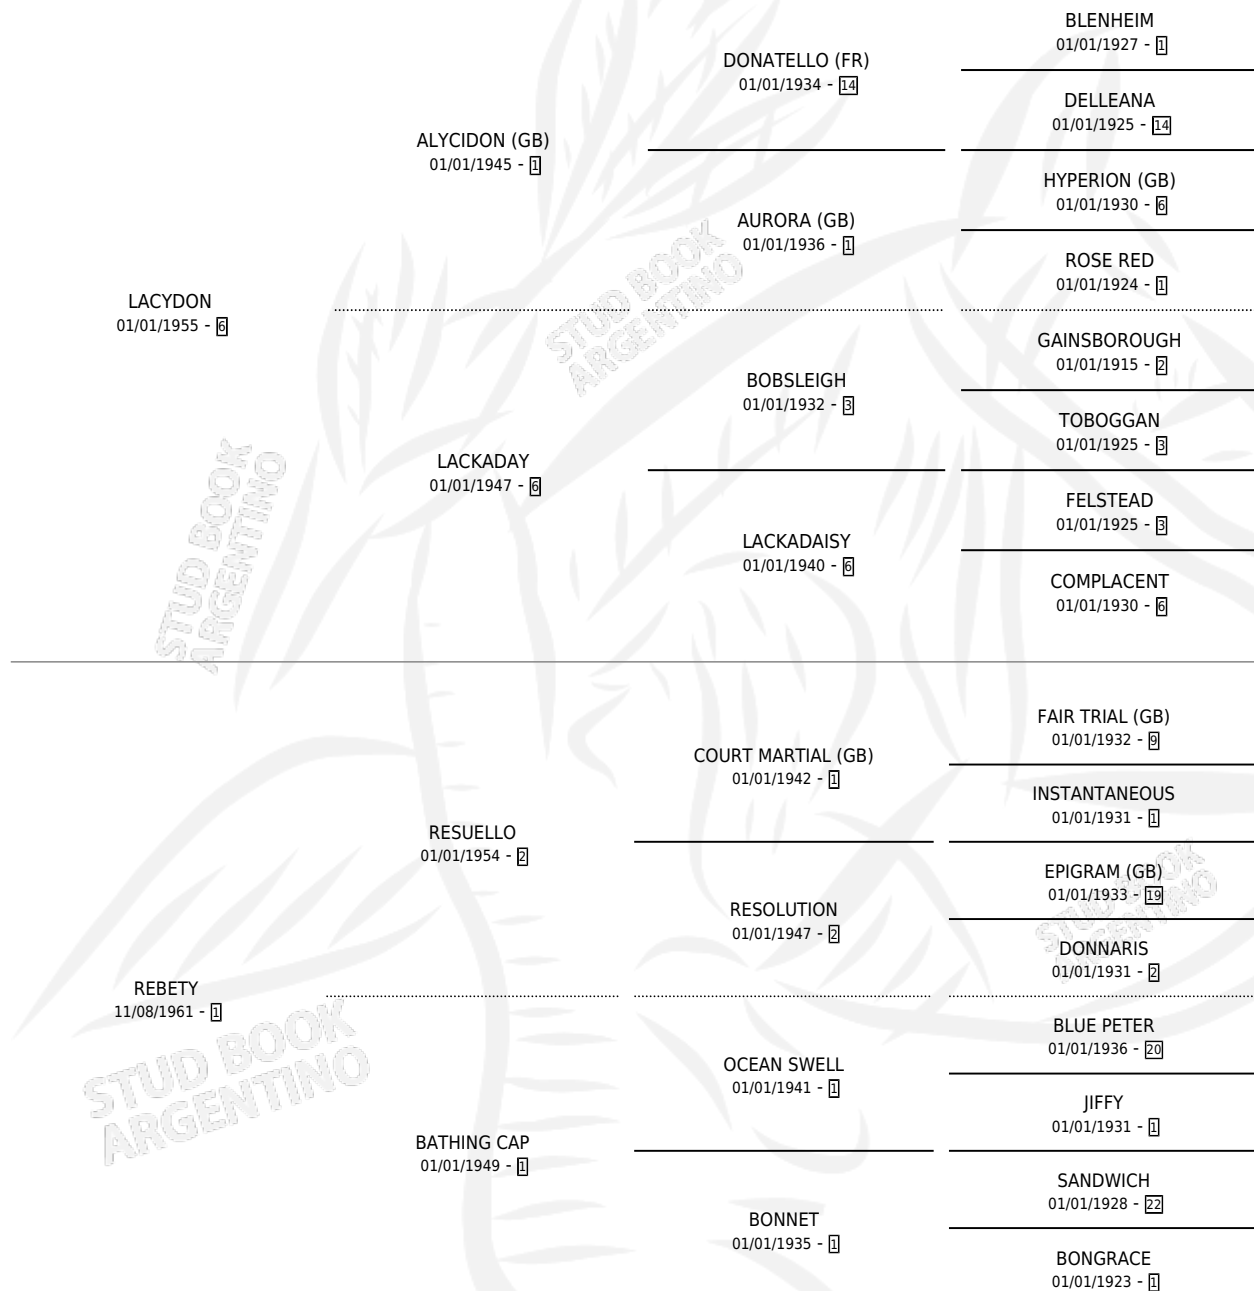 BLENHEIM
01/01/1927 - 1
DONATELLO (FR)
01/01/1934 - 14
DELLEANA
01/01/1925 - 14
ALYCIDON (GB)
01/01/1945 - 1
HYPERION (GB)
01/01/1930 - 6
AURORA (GB)
01/01/1936 - 1
ROSE RED
01/01/1924 - 1
LACYDON
01/01/1955 - 6
STUD BOOK
ARGENTINO
GAINSBOROUGH
01/01/1915 - 2
BOBSLEIGH
01/01/1932 - 3
TOBOGGAN
01/01/1925 - 3
LACKADAY
01/01/1947 - 6
FELSTEAD
01/01/1925 - 3
LACKADAISY
01/01/1940 - 6
COMPLACENT
01/01/1930 - 6
STUD BOOK
ARGENTINO
FAIR TRIAL (GB)
01/01/1932 - 9
COURT MARTIAL (GB)
01/01/1942 - 1
INSTANTANEOUS
01/01/1931 - 1
RESUELLO
01/01/1954 - 2
EPIGRAM (GB)
01/01/1933 - 19
RESOLUTION
01/01/1947 - 2
DONNARIS
01/01/1931 - 2
STUD BOOK
ARGENTINO
REBETY
11/08/1961 - 1
BLUE PETER
01/01/1936 - 20
OCEAN SWELL
01/01/1941 - 1
JIFFY
01/01/1931 - 1
STUD BOOK
ARGENTINO
BATHING CAP
01/01/1949 - 1
SANDWICH
01/01/1928 - 22
BONNET
01/01/1935 - 1
BONGRACE
01/01/1923 - 1